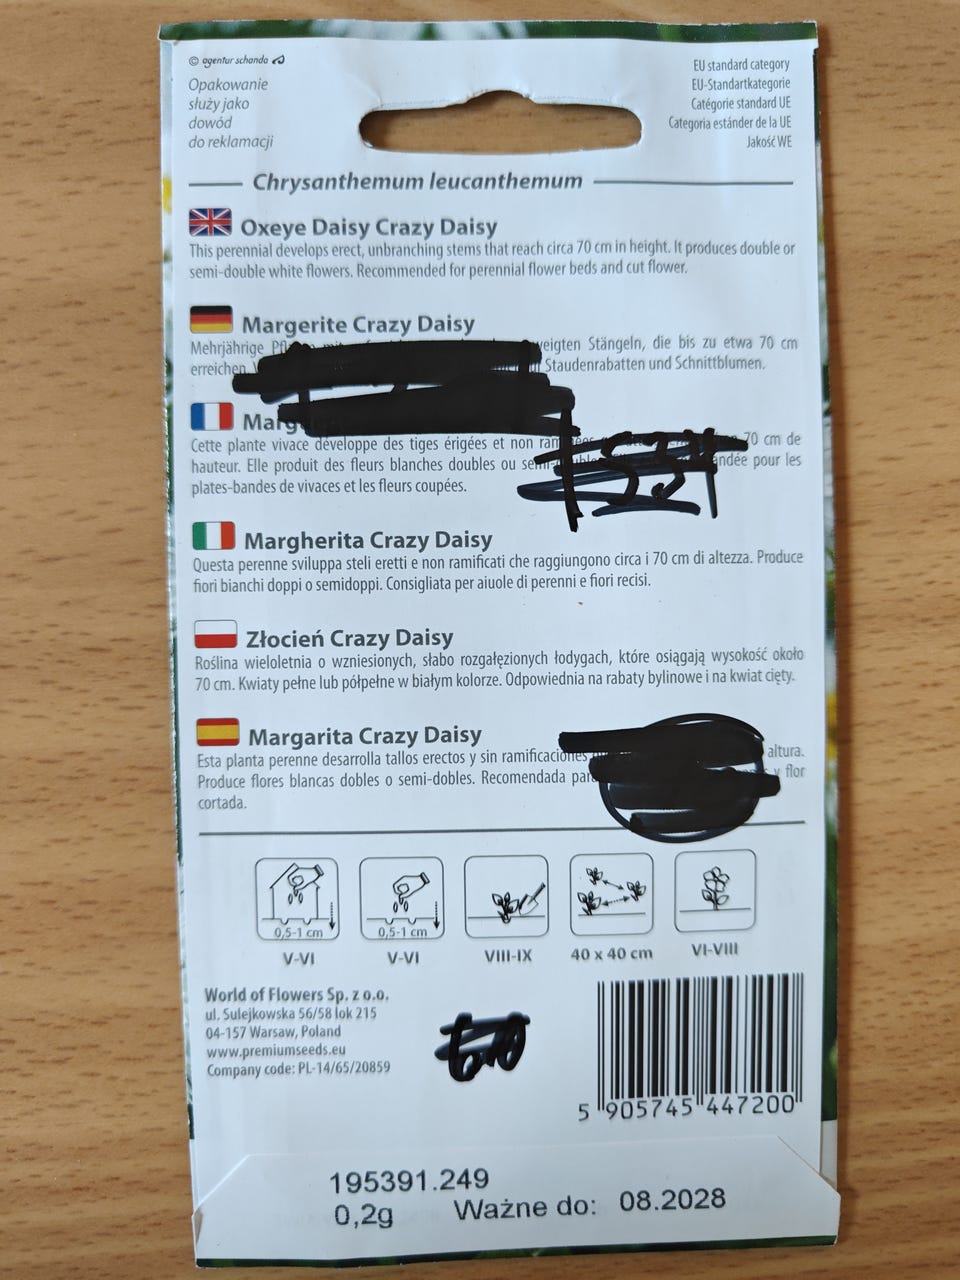 © agentur schanda
Opakowanie
służy jako
dowód
do reklamacji
EU standard category
EU-Standartkategorie
Catégorie standard UE
Categoria estánder de la UE
Jakość WE
Chrysanthemum leucanthemum
Oxeye Daisy Crazy Daisy
This perennial develops erect, unbranching stems that reach circa 70 cm in height. It produces double or
semi-double white flowers. Recommended for perennial flower beds and cut flower.
Margerite Crazy Daisy
Mehrjährige Stängeln, die bis zu etwa 70 cm
erreichen. Staudenrabatten und Schnittblumen.
Cette plante vivace développe des tiges érigées et non 70 cm de
hauteur. Elle produit des fleurs blanches doubles ou pour les
plates-bandes de vivaces et les fleurs coupées.
Margherita Crazy Daisy
Questa perenne sviluppa steli eretti e non ramificati che raggiungono circa i 70 cm di altezza. Produce
fiori bianchi doppi o semidoppi. Consigliata per aiuole di perenni e fiori recisi.
Złocień Crazy Daisy
Roślina wieloletnia o wzniesionych, słabo rozgałęzionych łodygach, które osiągają wysokość około
70 cm. Kwiaty pełne lub półpełne w białym kolorze. Odpowiednia na rabaty bylinowe i na kwiat cięty.
Margarita Crazy Daisy
Esta planta perenne desarrolla tallos erectos y sin ramificaciones altura.
Produce flores blancas dobles o semi-dobles. Recomendada y flor
cortada.
0,5-1 cm 0,5-1 cm
V-VI V-VI VIII-IX 40 x 40 cm VI-VIII
World of Flowers Sp. z o.o.
ul. Sulejkowska 56/58 lok 215
04-157 Warsaw, Poland
www.premiumseeds.eu
Company code: PL-14/65/20859
5 905745 447200
195391.249
0,2g Ważne do: 08.2028